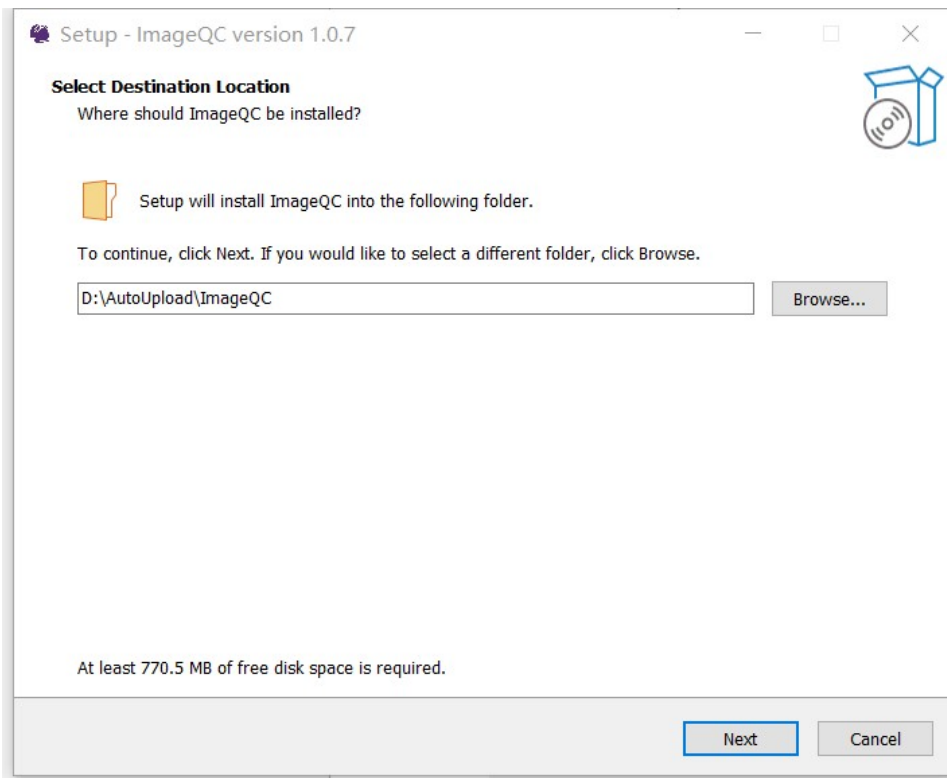 Setup - ImageQC version 1.0.7
Select Destination Location
Where should ImageQC be installed?
Setup will install ImageQC into the following folder.
To continue, click Next. If you would like to select a different folder, click Browse.
D:\AutoUpload\ImageQC
Browse...
At least 770.5 MB of free disk space is required.
Next
Cancel